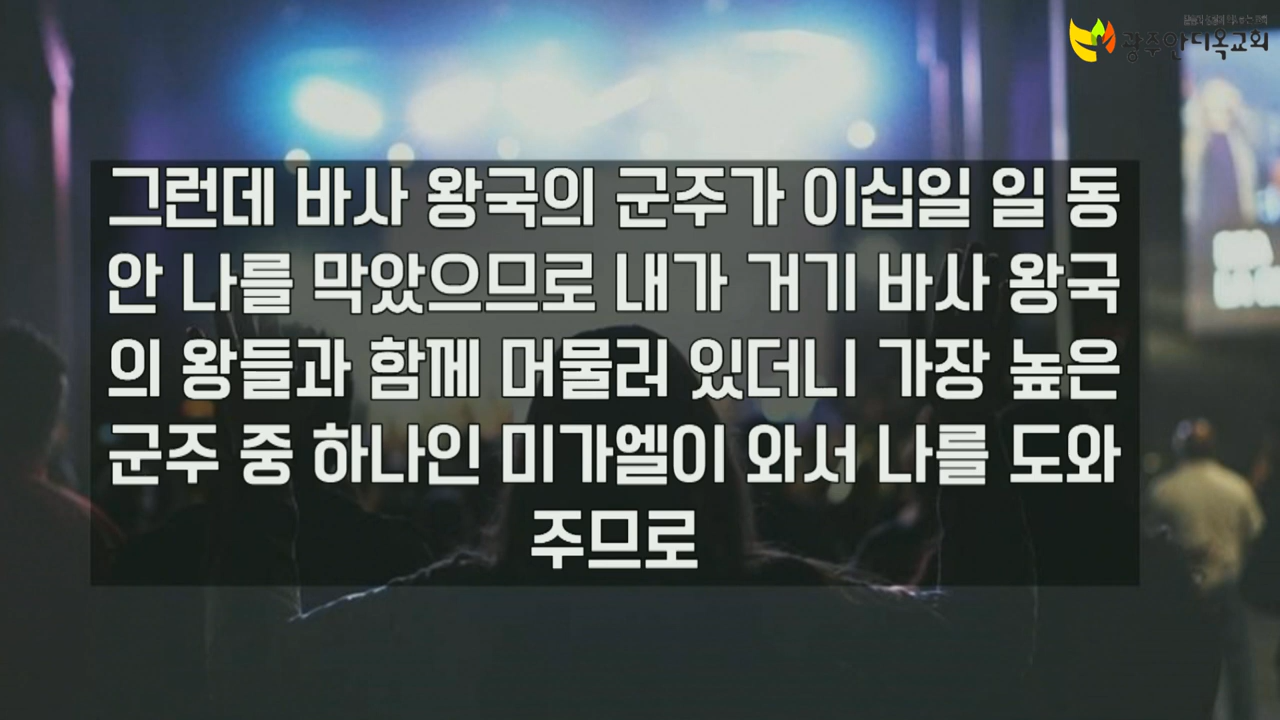 광주안디옥교회
그런데 바사 왕국의 군주가 이십일 일 동
안 나를 막았으므로 내가 거기 바사 왕국
의 왕들과 함께 머물러 있더니 가장 높은
군주 중 하나인 미가엘이 와서 나를 도와
주므로